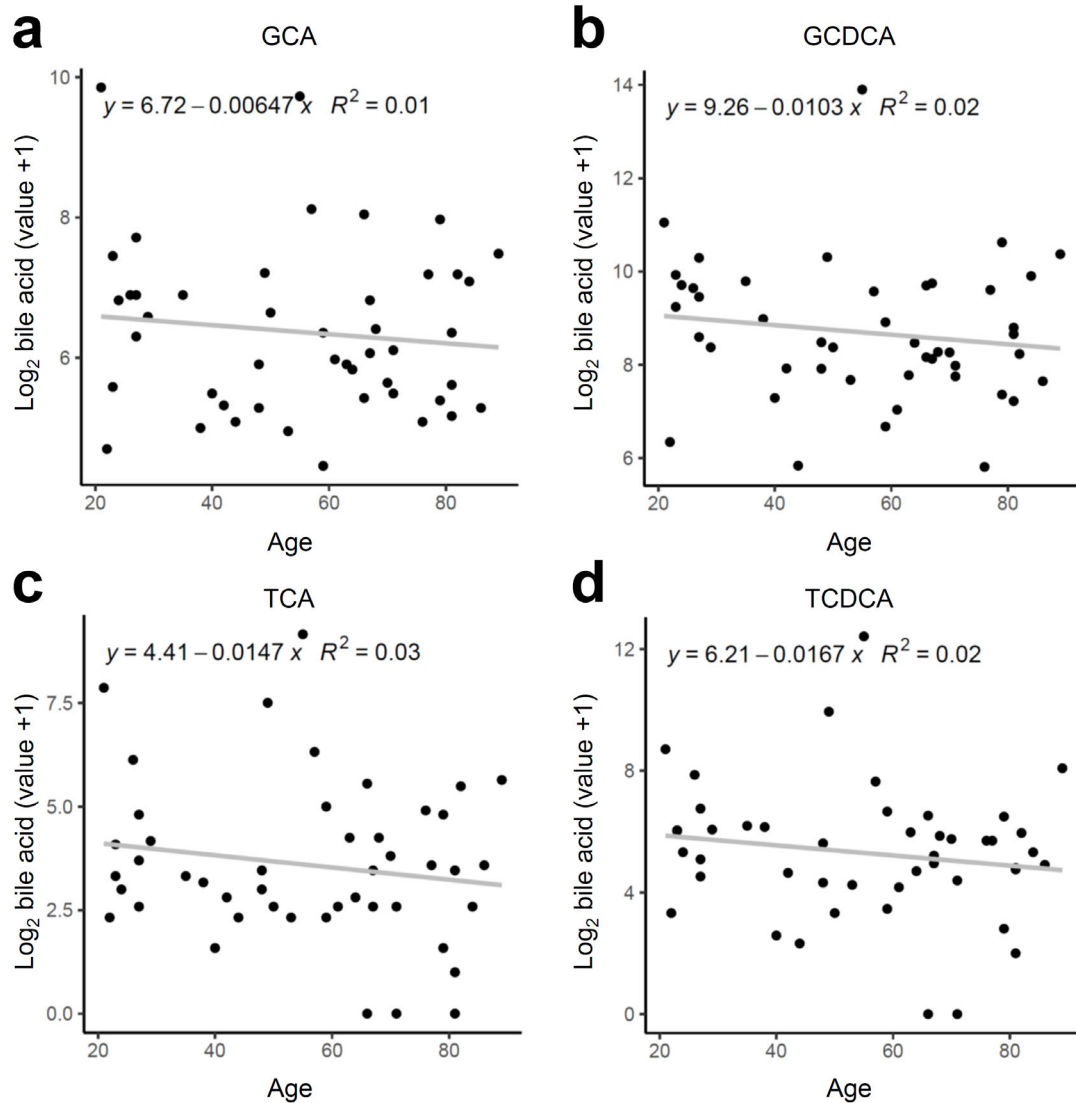 a
GCA
y = 6.72 – 0.00647 x R² = 0.01
Log₂ bile acid (value +1)
10
8
6
20 40 60 80
Age
b
GCDCA
y = 9.26 – 0.0103 x R² = 0.02
Log₂ bile acid (value +1)
14
12
10
8
6
20 40 60 80
Age
c
TCA
y = 4.41 – 0.0147 x R² = 0.03
Log₂ bile acid (value +1)
7.5
5.0
2.5
0.0
20 40 60 80
Age
d
TCDCA
y = 6.21 – 0.0167 x R² = 0.02
Log₂ bile acid (value +1)
12
8
4
0
20 40 60 80
Age